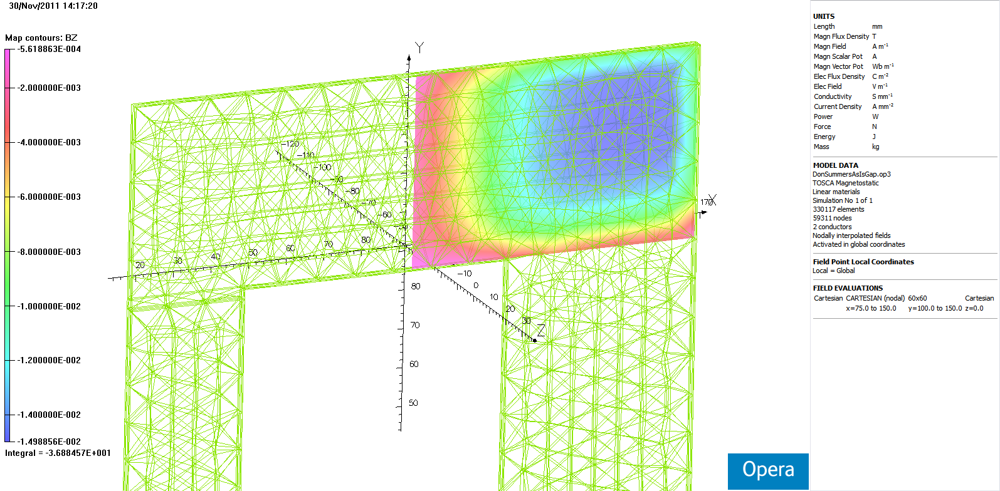 30/Nov/2011 14:17:20
Map contours: BZ
-5.618863E-004
-2.000000E-003
-4.000000E-003
-6.000000E-003
-8.000000E-003
-1.000000E-002
-1.200000E-002
-1.400000E-002
-1.498856E-002
Integral = -3.688457E+001
Y
-120
-110
-100
-90
-80
-70
-60
170
X
20
30
40
50
60
70
80
-10
0
10
20
30
Z
80
70
60
50
Opera
UNITS
Length mm
Magn Flux Density T
Magn Field A m-1
Magn Scalar Pot A
Magn Vector Pot Wb m-1
Elec Flux Density C m-2
Elec Field V m-1
Conductivity S mm-1
Current Density A mm-2
Power W
Force N
Energy J
Mass kg
MODEL DATA
DonSummersAsIsGap.op3
TOSCA Magnetostatic
Linear materials
Simulation No 1 of 1
330117 elements
59311 nodes
2 conductors
Nodally interpolated fields
Activated in global coordinates
Field Point Local Coordinates
Local = Global
FIELD EVALUATIONS
Cartesian CARTESIAN (nodal) 60x60 Cartesian
x=75.0 to 150.0 y=100.0 to 150.0 z=0.0